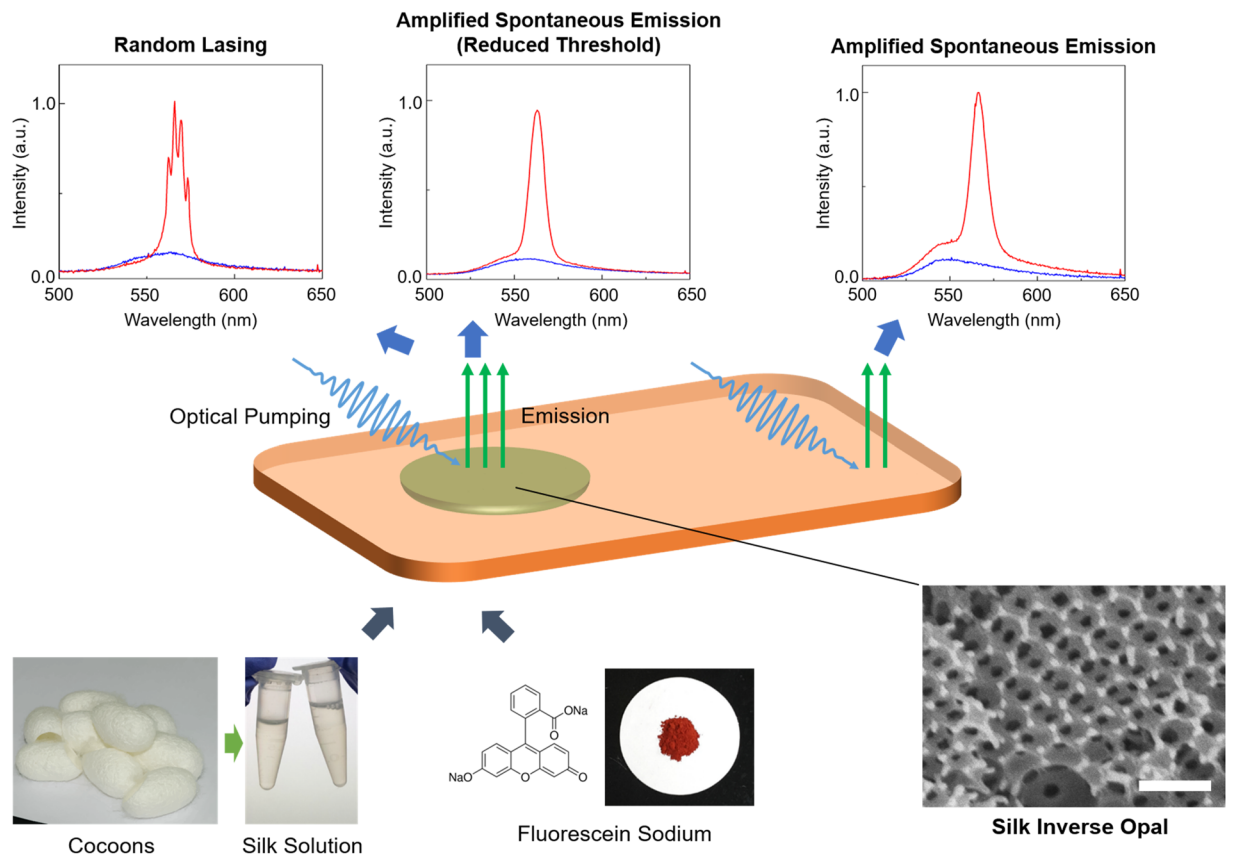 Random Lasing
Amplified Spontaneous Emission
(Reduced Threshold)
Amplified Spontaneous Emission
Intensity (a.u.)
1.0
0.0
500
550
600
650
Wavelength (nm)
Intensity (a.u.)
1.0
0.0
500
550
600
650
Wavelength (nm)
Intensity (a.u.)
1.0
0.0
500
550
600
650
Wavelength (nm)
Optical Pumping
Emission
ONa
O
NaO
O
O
Cocoons
Silk Solution
Fluorescein Sodium
Silk Inverse Opal